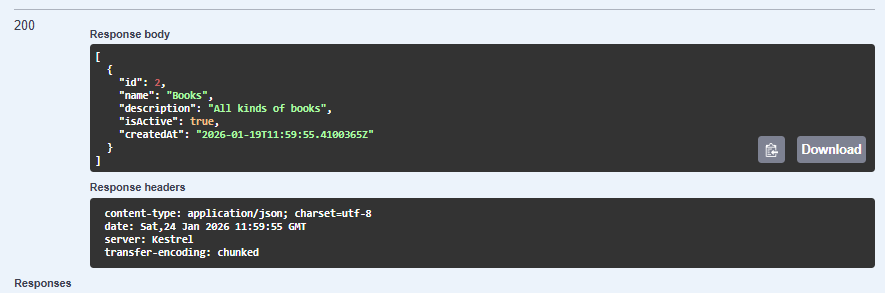 200
Response body
[
  {
    "id": 2,
    "name": "Books",
    "description": "All kinds of books",
    "isActive": true,
    "createdAt": "2026-01-19T11:59:55.4100365Z"
  }
]
Download
Response headers
content-type: application/json; charset=utf-8
date: Sat,24 Jan 2026 11:59:55 GMT
server: Kestrel
transfer-encoding: chunked
Responses